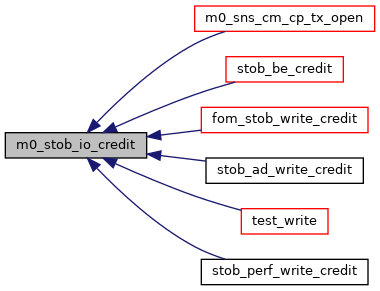 m0_sns_cm_cp_tx_open
stob_be_credit
fom_stob_write_credit
m0_stob_io_credit
stob_ad_write_credit
test_write
stob_perf_write_credit